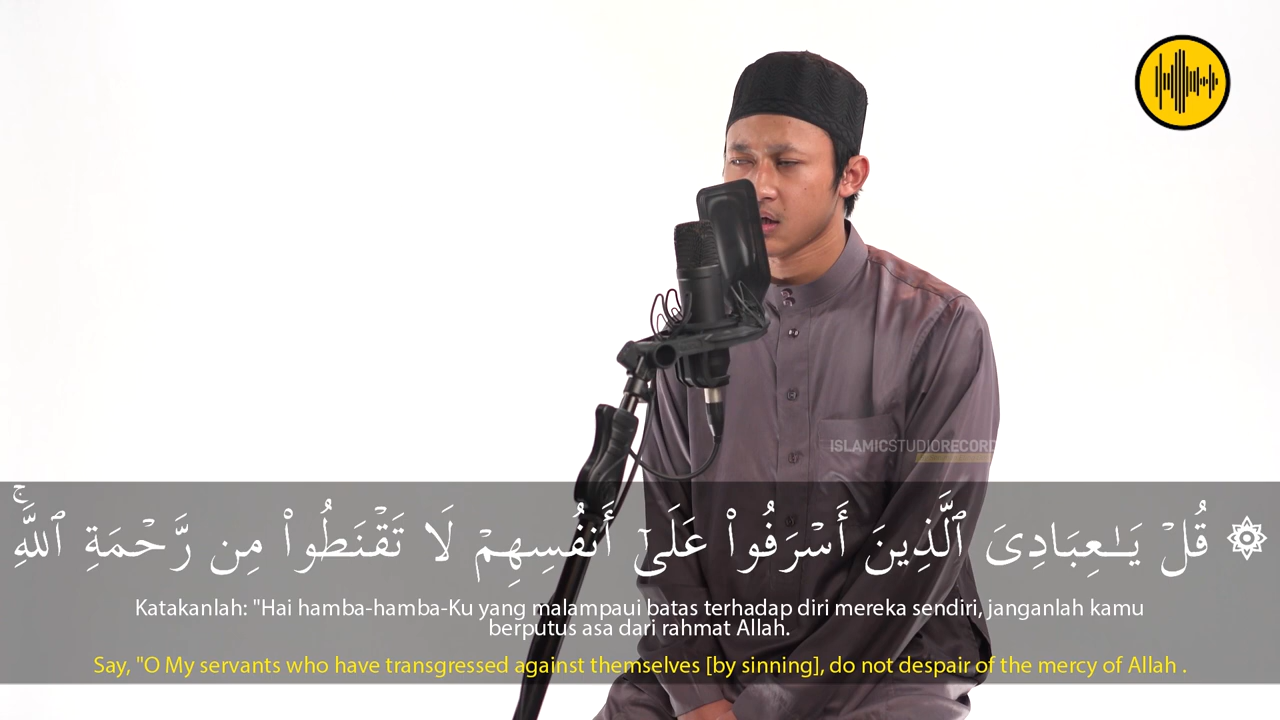 ISLAMICSTUDIORECORD
۞ قُلْ يَـٰعِبَادِىَ ٱلَّذِينَ أَسْرَفُوا۟ عَلَىٰٓ أَنفُسِهِمْ لَا تَقْنَطُوا۟ مِن رَّحْمَةِ ٱللَّهِ ۚ
Katakanlah: "Hai hamba-hamba-Ku yang malampaui batas terhadap diri mereka sendiri, janganlah kamu
berputus asa dari rahmat Allah.
Say, "O My servants who have transgressed against themselves [by sinning], do not despair of the mercy of Allah .